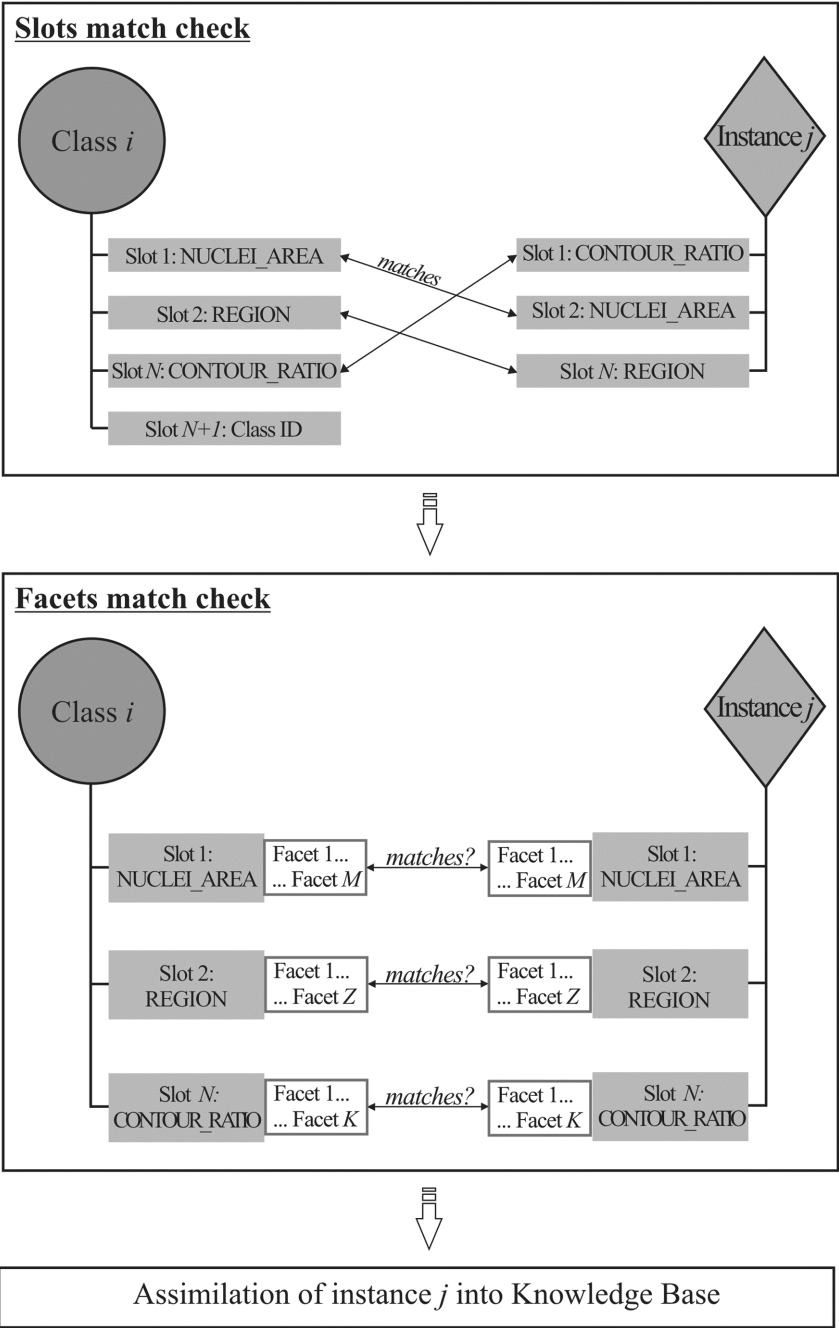 Slots match check
Class i
Instance j
Slot 1: NUCLEI_AREA
matches
Slot 1: CONTOUR_RATIO
Slot 2: REGION
Slot 2: NUCLEI_AREA
Slot N: CONTOUR_RATIO
Slot N: REGION
Slot N+1: Class ID
Facets match check
Class i
Instance j
Slot 1:
NUCLEI_AREA
Facet 1...
... Facet M
matches?
Facet 1...
... Facet M
Slot 1:
NUCLEI_AREA
Slot 2:
REGION
Facet 1...
... Facet Z
matches?
Facet 1...
... Facet Z
Slot 2:
REGION
Slot N:
CONTOUR_RATIO
Facet 1...
... Facet K
matches?
Facet 1...
... Facet K
Slot N:
CONTOUR_RATIO
Assimilation of instance j into Knowledge Base